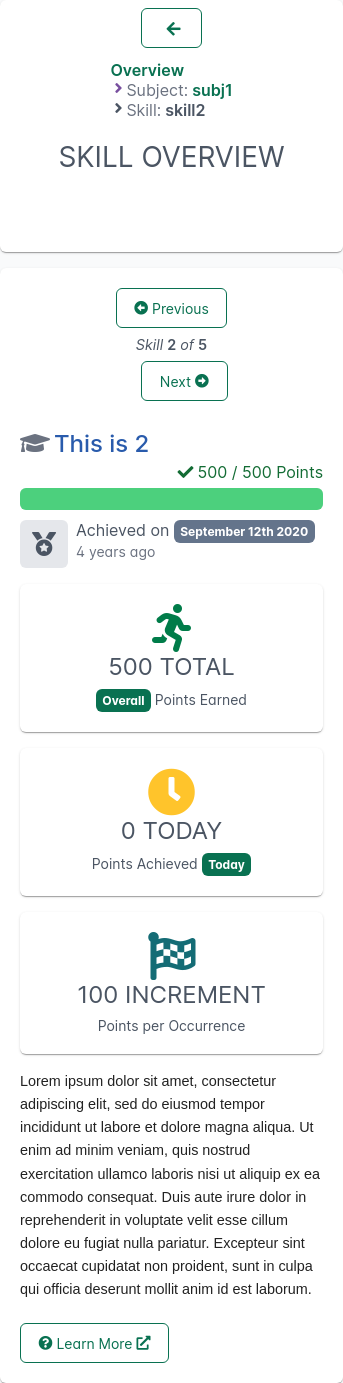 Overview
Subject: subj1
Skill: skill2
SKILL OVERVIEW
Previous
Skill 2 of 5
Next
This is 2
500 / 500 Points
Achieved on September 12th 2020
4 years ago
500 TOTAL
Overall Points Earned
0 TODAY
Points Achieved Today
100 INCREMENT
Points per Occurrence
Lorem ipsum dolor sit amet, consectetur
adipiscing elit, sed do eiusmod tempor
incididunt ut labore et dolore magna aliqua. Ut
enim ad minim veniam, quis nostrud
exercitation ullamco laboris nisi ut aliquip ex ea
commodo consequat. Duis aute irure dolor in
reprehenderit in voluptate velit esse cillum
dolore eu fugiat nulla pariatur. Excepteur sint
occaecat cupidatat non proident, sunt in culpa
qui officia deserunt mollit anim id est laborum.
Learn More